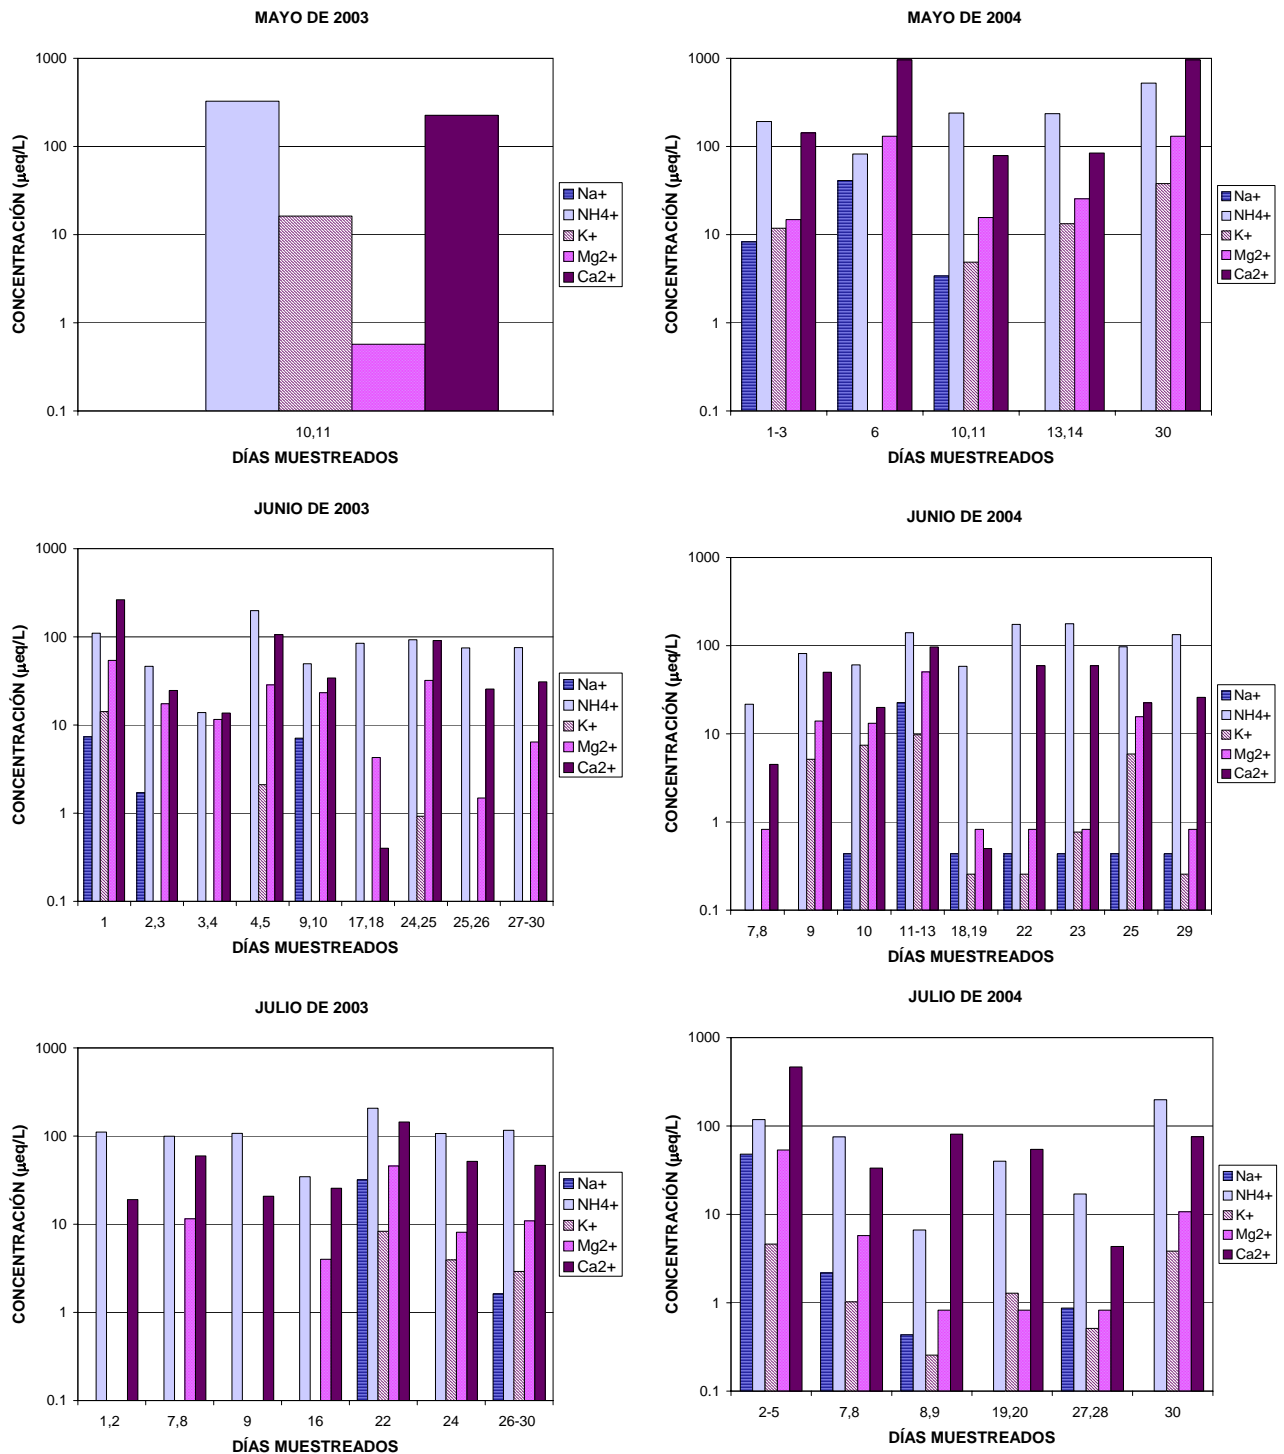 MAYO DE 2003
1000
100
10
1
0.1
CONCENTRACIÓN (µeq/L)
10,11
DÍAS MUESTREADOS
Na+
NH4+
K+
Mg2+
Ca2+
MAYO DE 2004
1000
100
10
1
0.1
CONCENTRACIÓN (µeq/L)
1-3 6 10,11 13,14 30
DÍAS MUESTREADOS
Na+
NH4+
K+
Mg2+
Ca2+
JUNIO DE 2003
1000
100
10
1
0.1
CONCENTRACIÓN (µeq/L)
1 2,3 3,4 4,5 9,10 17,18 24,25 25,26 27-30
DÍAS MUESTREADOS
Na+
NH4+
K+
Mg2+
Ca2+
JUNIO DE 2004
1000
100
10
1
0.1
CONCENTRACIÓN (µeq/L)
7,8 9 10 11-13 18,19 22 23 25 29
DÍAS MUESTREADOS
Na+
NH4+
K+
Mg2+
Ca2+
JULIO DE 2003
1000
100
10
1
0.1
CONCENTRACIÓN (µeq/L)
1,2 7,8 9 16 22 24 26-30
DÍAS MUESTREADOS
Na+
NH4+
K+
Mg2+
Ca2+
JULIO DE 2004
1000
100
10
1
0.1
CONCENTRACIÓN (µeq/L)
2-5 7,8 8,9 19,20 27,28 30
DÍAS MUESTREADOS
Na+
NH4+
K+
Mg2+
Ca2+